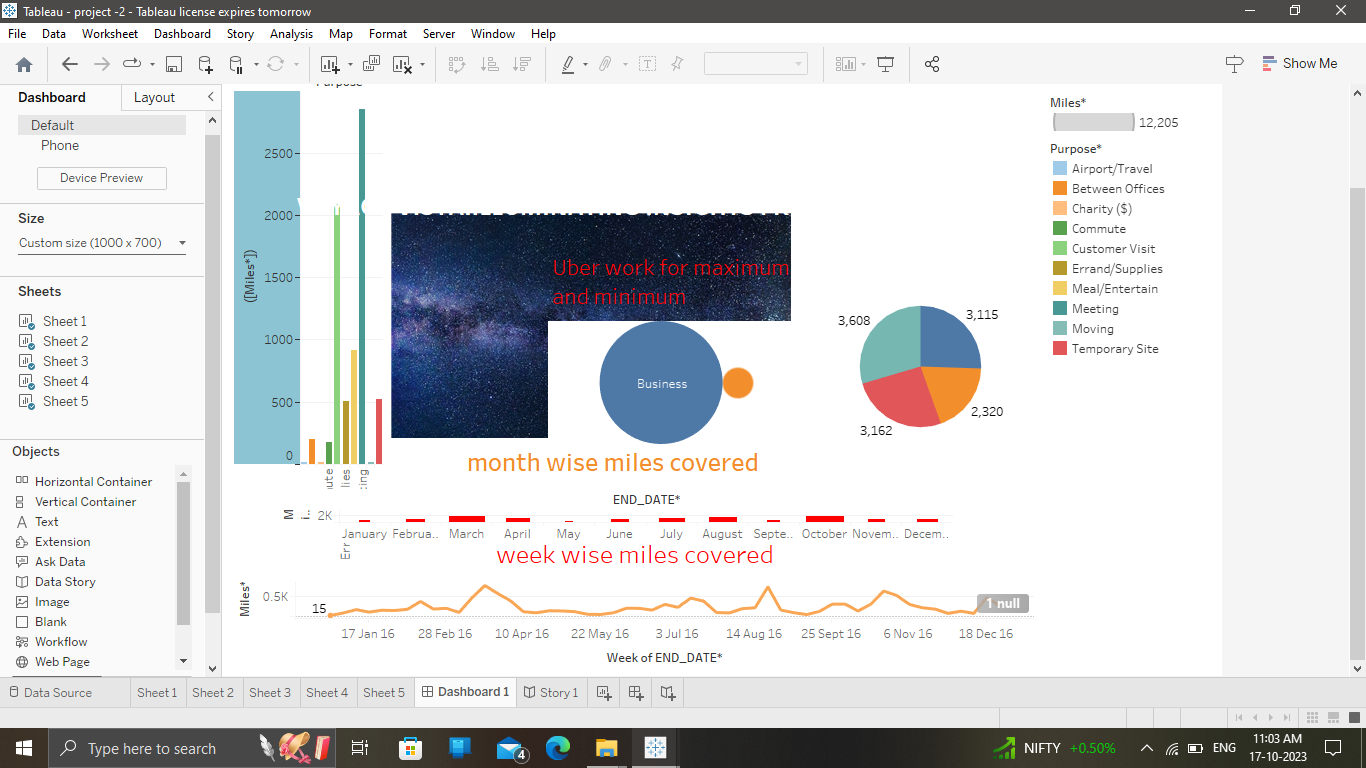 Tableau - project -2 - Tableau license expires tomorrow
File Data Worksheet Dashboard Story Analysis Map Format Server Window Help
Show Me
Dashboard Layout
Default
Phone
Device Preview
Size
Custom size (1000 x 700)
Sheets
Sheet 1
Sheet 2
Sheet 3
Sheet 4
Sheet 5
Objects
Horizontal Container
Vertical Container
Text
Extension
Ask Data
Data Story
Image
Blank
Workflow
Web Page
([Miles*])
2500
2000
1500
1000
500
0
Uber work for maximum
and minimum
Business
3,608
3,115
2,320
3,162
Miles*
12,205
Purpose*
Airport/Travel
Between Offices
Charity ($)
Commute
Customer Visit
Errand/Supplies
Meal/Entertain
Meeting
Moving
Temporary Site
month wise miles covered
END_DATE*
M
i..
2K
January Februa.. March April May June July August Septe.. October Novem.. Decem..
Err
week wise miles covered
Miles*
0.5K
15
1 null
17 Jan 16 28 Feb 16 10 Apr 16 22 May 16 3 Jul 16 14 Aug 16 25 Sept 16 6 Nov 16 18 Dec 16
Week of END_DATE*
Data Source Sheet 1 Sheet 2 Sheet 3 Sheet 4 Sheet 5 Dashboard 1 Story 1
Type here to search
4
NIFTY +0.50%
ENG
11:03 AM
17-10-2023